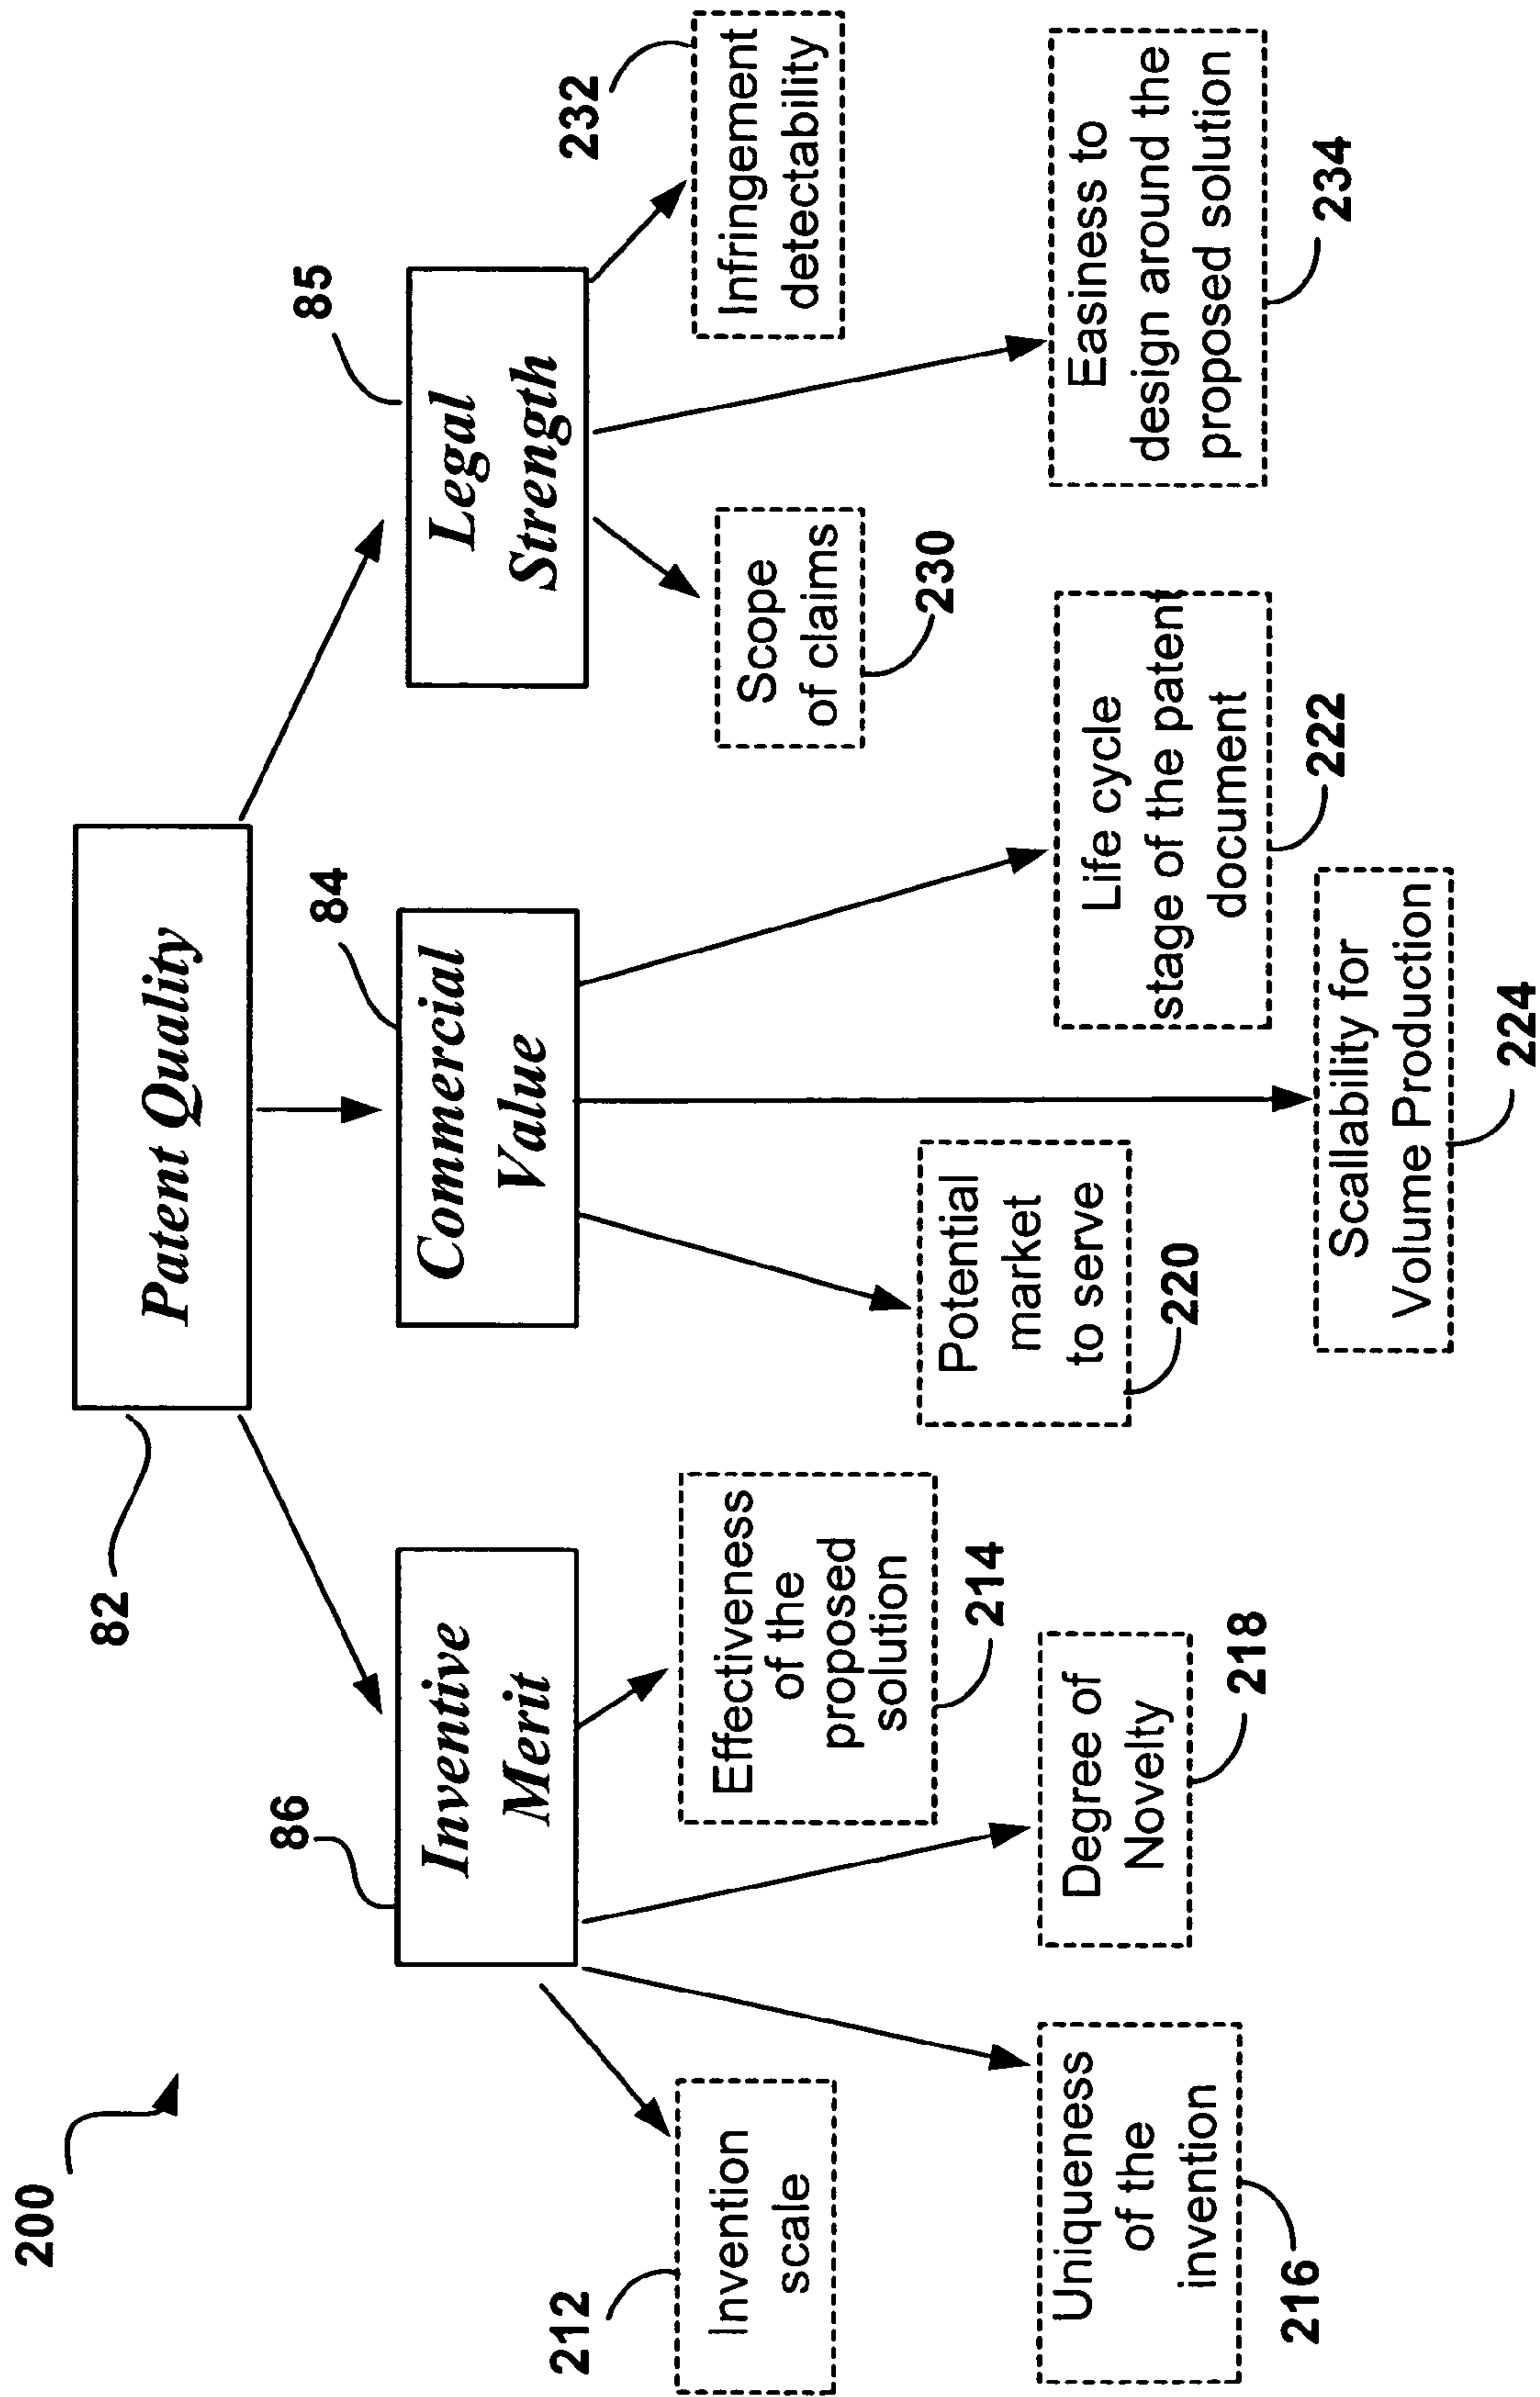 200
82
Patent Quality
86
Inventive
Merit
84
Commercial
Value
85
Legal
Strength
212
Invention
scale
Effectiveness
of the
proposed
solution
214
Uniqueness
of the
invention
216
Degree of
Novelty
218
Potential
market
to serve
220
Life cycle
stage of the patent
document
222
Scallability for
Volume Production
224
Scope
of claims
230
232
Infringement
detectability
Easiness to
design around the
proposed solution
234